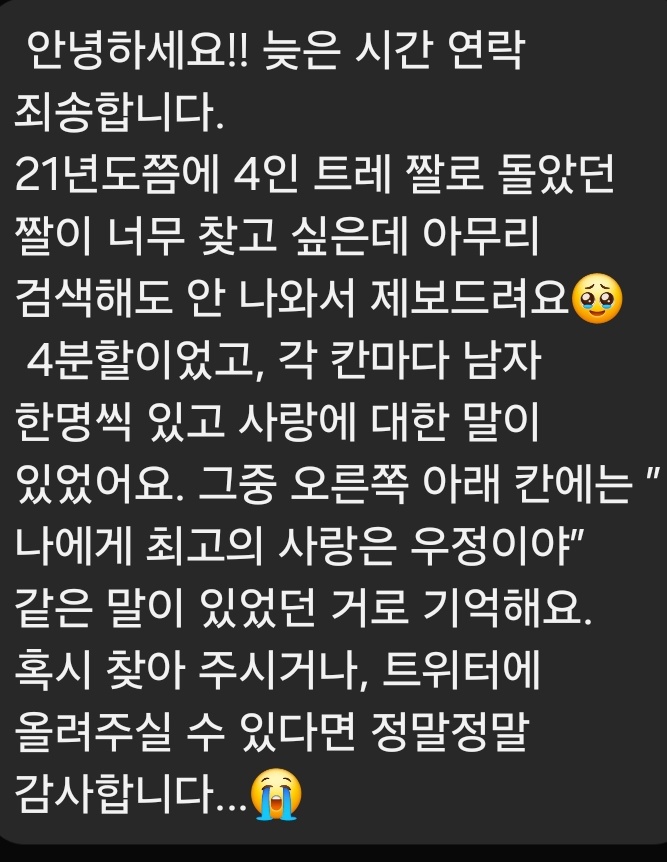 안녕하세요!! 늦은 시간 연락
죄송합니다.
21년도쯤에 4인 트레 짤로 돌았던
짤이 너무 찾고 싶은데 아무리
검색해도 안 나와서 제보드려요🥹
4분할이었고, 각 칸마다 남자
한명씩 있고 사랑에 대한 말이
있었어요. 그중 오른쪽 아래 칸에는 "
나에게 최고의 사랑은 우정이야"
같은 말이 있었던 거로 기억해요.
혹시 찾아 주시거나, 트위터에
올려주실 수 있다면 정말정말
감사합니다...😭